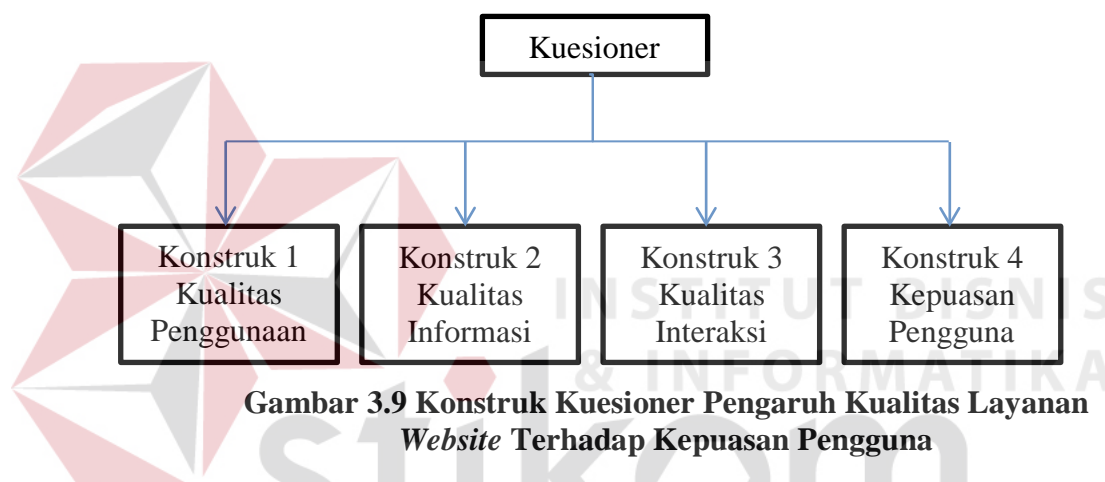 Kuesioner
Konstruk 1
Kualitas
Penggunaan
Konstruk 2
Kualitas
Informasi
Konstruk 3
Kualitas
Interaksi
Konstruk 4
Kepuasan
Pengguna
INSTITUT BISNIS
& INFORMATIKA
Gambar 3.9 Konstruk Kuesioner Pengaruh Kualitas Layanan
Website Terhadap Kepuasan Pengguna
stikom